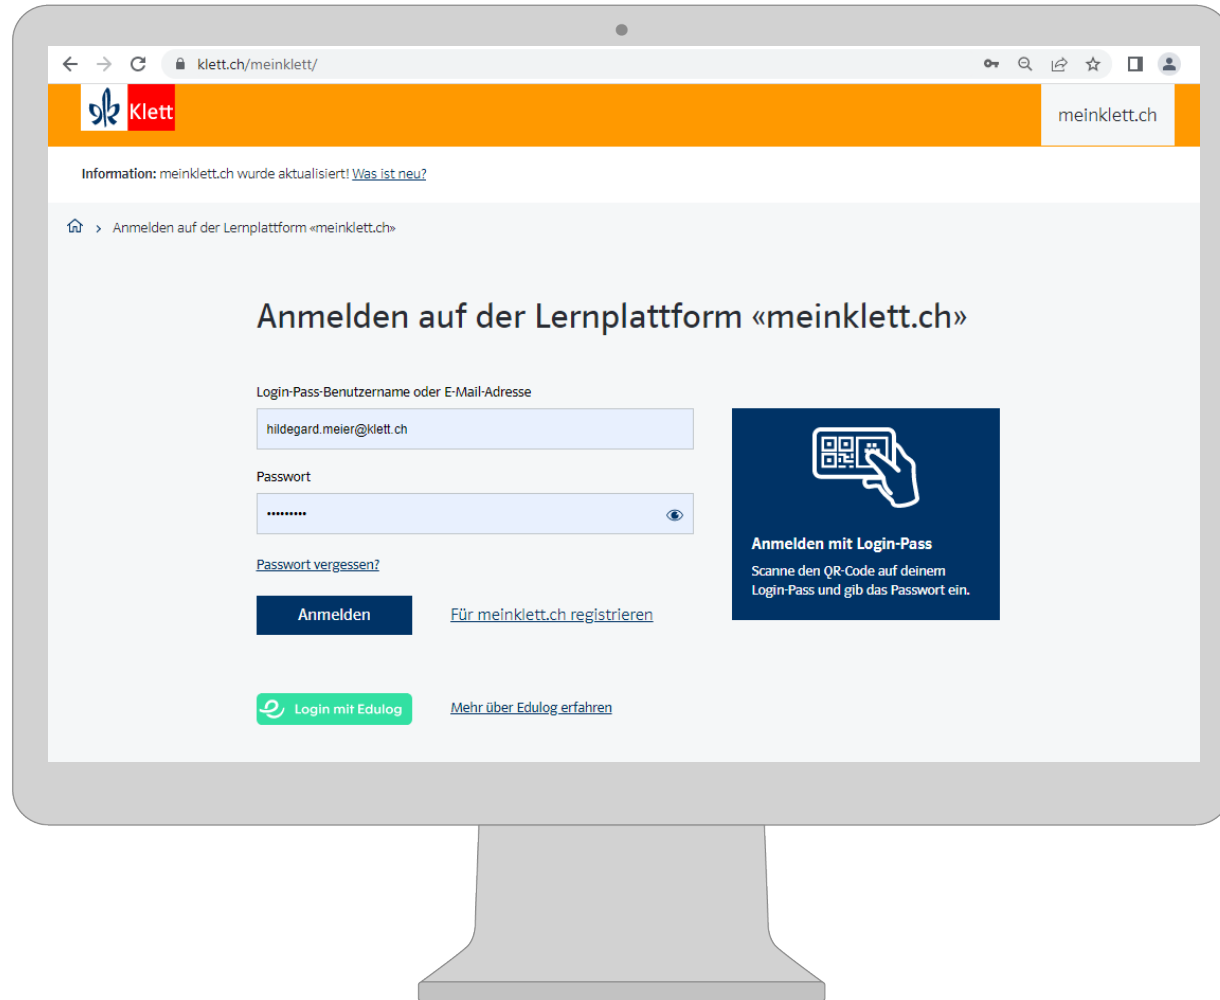 klett.ch/meinklett/
Klett
meinklett.ch
Information: meinklett.ch wurde aktualisiert! Was ist neu?
Anmelden auf der Lernplattform «meinklett.ch»
Anmelden auf der Lernplattform «meinklett.ch»
Login-Pass-Benutzername oder E-Mail-Adresse
hildegard.meier@klett.ch
Passwort
•••••••••
Passwort vergessen?
Anmelden
Für meinklett.ch registrieren
Anmelden mit Login-Pass
Scanne den QR-Code auf deinem
Login-Pass und gib das Passwort ein.
Login mit Edulog
Mehr über Edulog erfahren